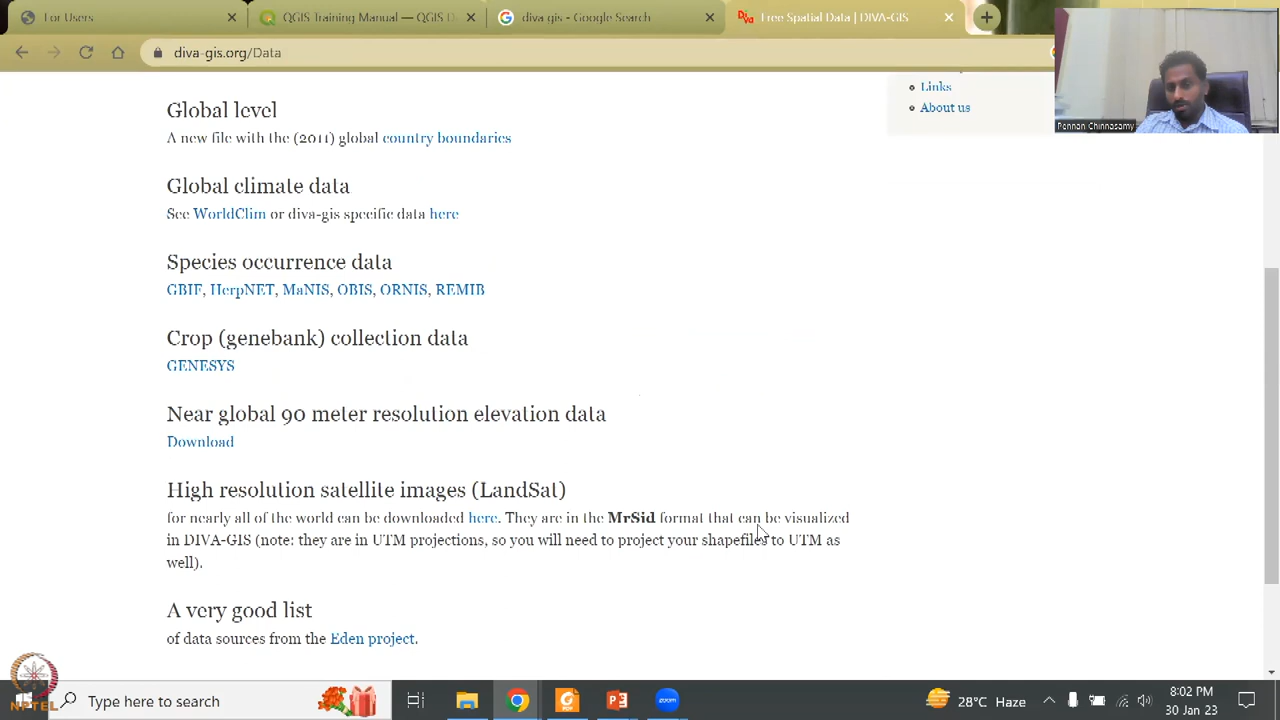 For Users
QGIS Training Manual — QGIS D
diva gis - Google Search
Free Spatial Data | DIVA-GIS
diva-gis.org/Data
Links
About us
Pennan Chinnasamy
Global level
A new file with the (2011) global country boundaries
Global climate data
See WorldClim or diva-gis specific data here
Species occurrence data
GBIF, HerpNET, MaNIS, OBIS, ORNIS, REMIB
Crop (genebank) collection data
GENESYS
Near global 90 meter resolution elevation data
Download
High resolution satellite images (LandSat)
for nearly all of the world can be downloaded here. They are in the MrSid format that can be visualized
in DIVA-GIS (note: they are in UTM projections, so you will need to project your shapefiles to UTM as
well).
A very good list
of data sources from the Eden project.
NPTEL
Type here to search
28°C Haze
8:02 PM
30 Jan 23